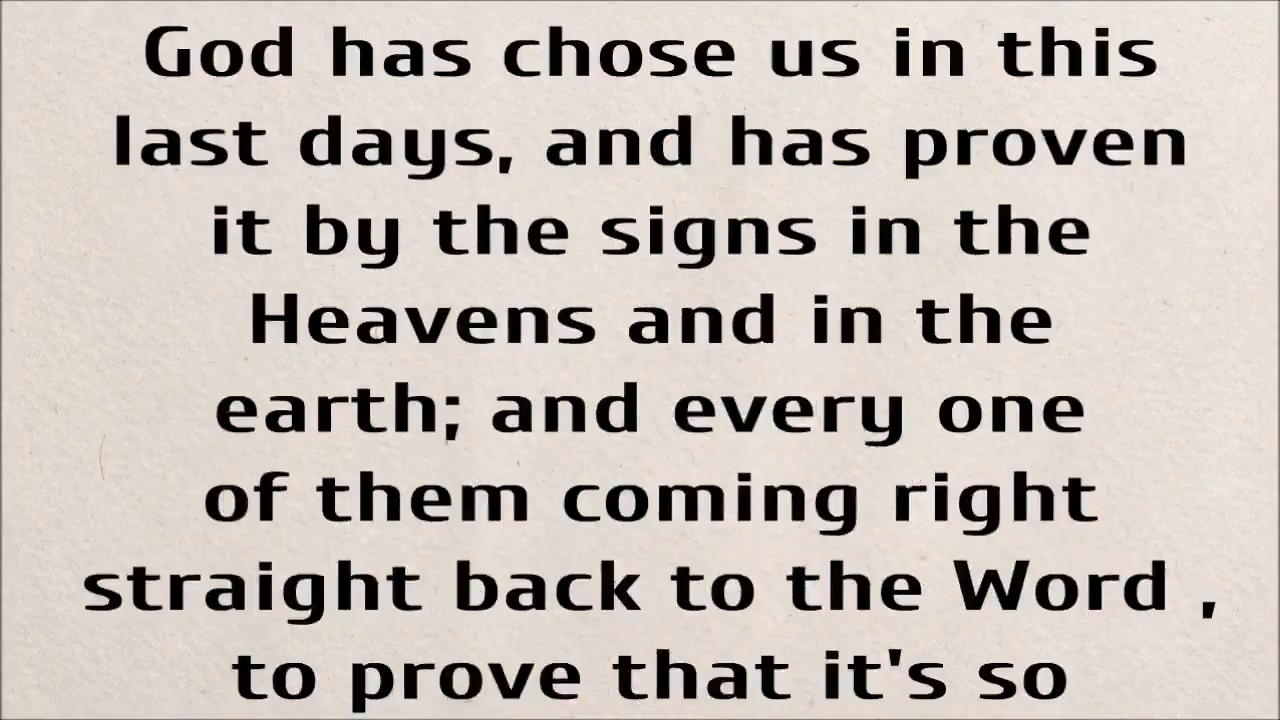 God has chose us in this
last days, and has proven
it by the signs in the
Heavens and in the
earth; and every one
of them coming right
straight back to the Word ,
to prove that it's so